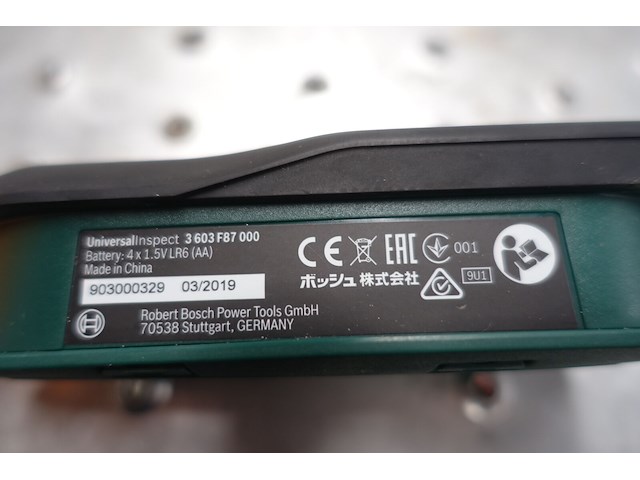 UniversalInspect 3 603 F87 000
Battery: 4 x 1.5V LR6 (AA)
Made in China
903000329 03/2019
Robert Bosch Power Tools GmbH
70538 Stuttgart, GERMANY
CE EAC 001
ボッシュ株式会社
9U1